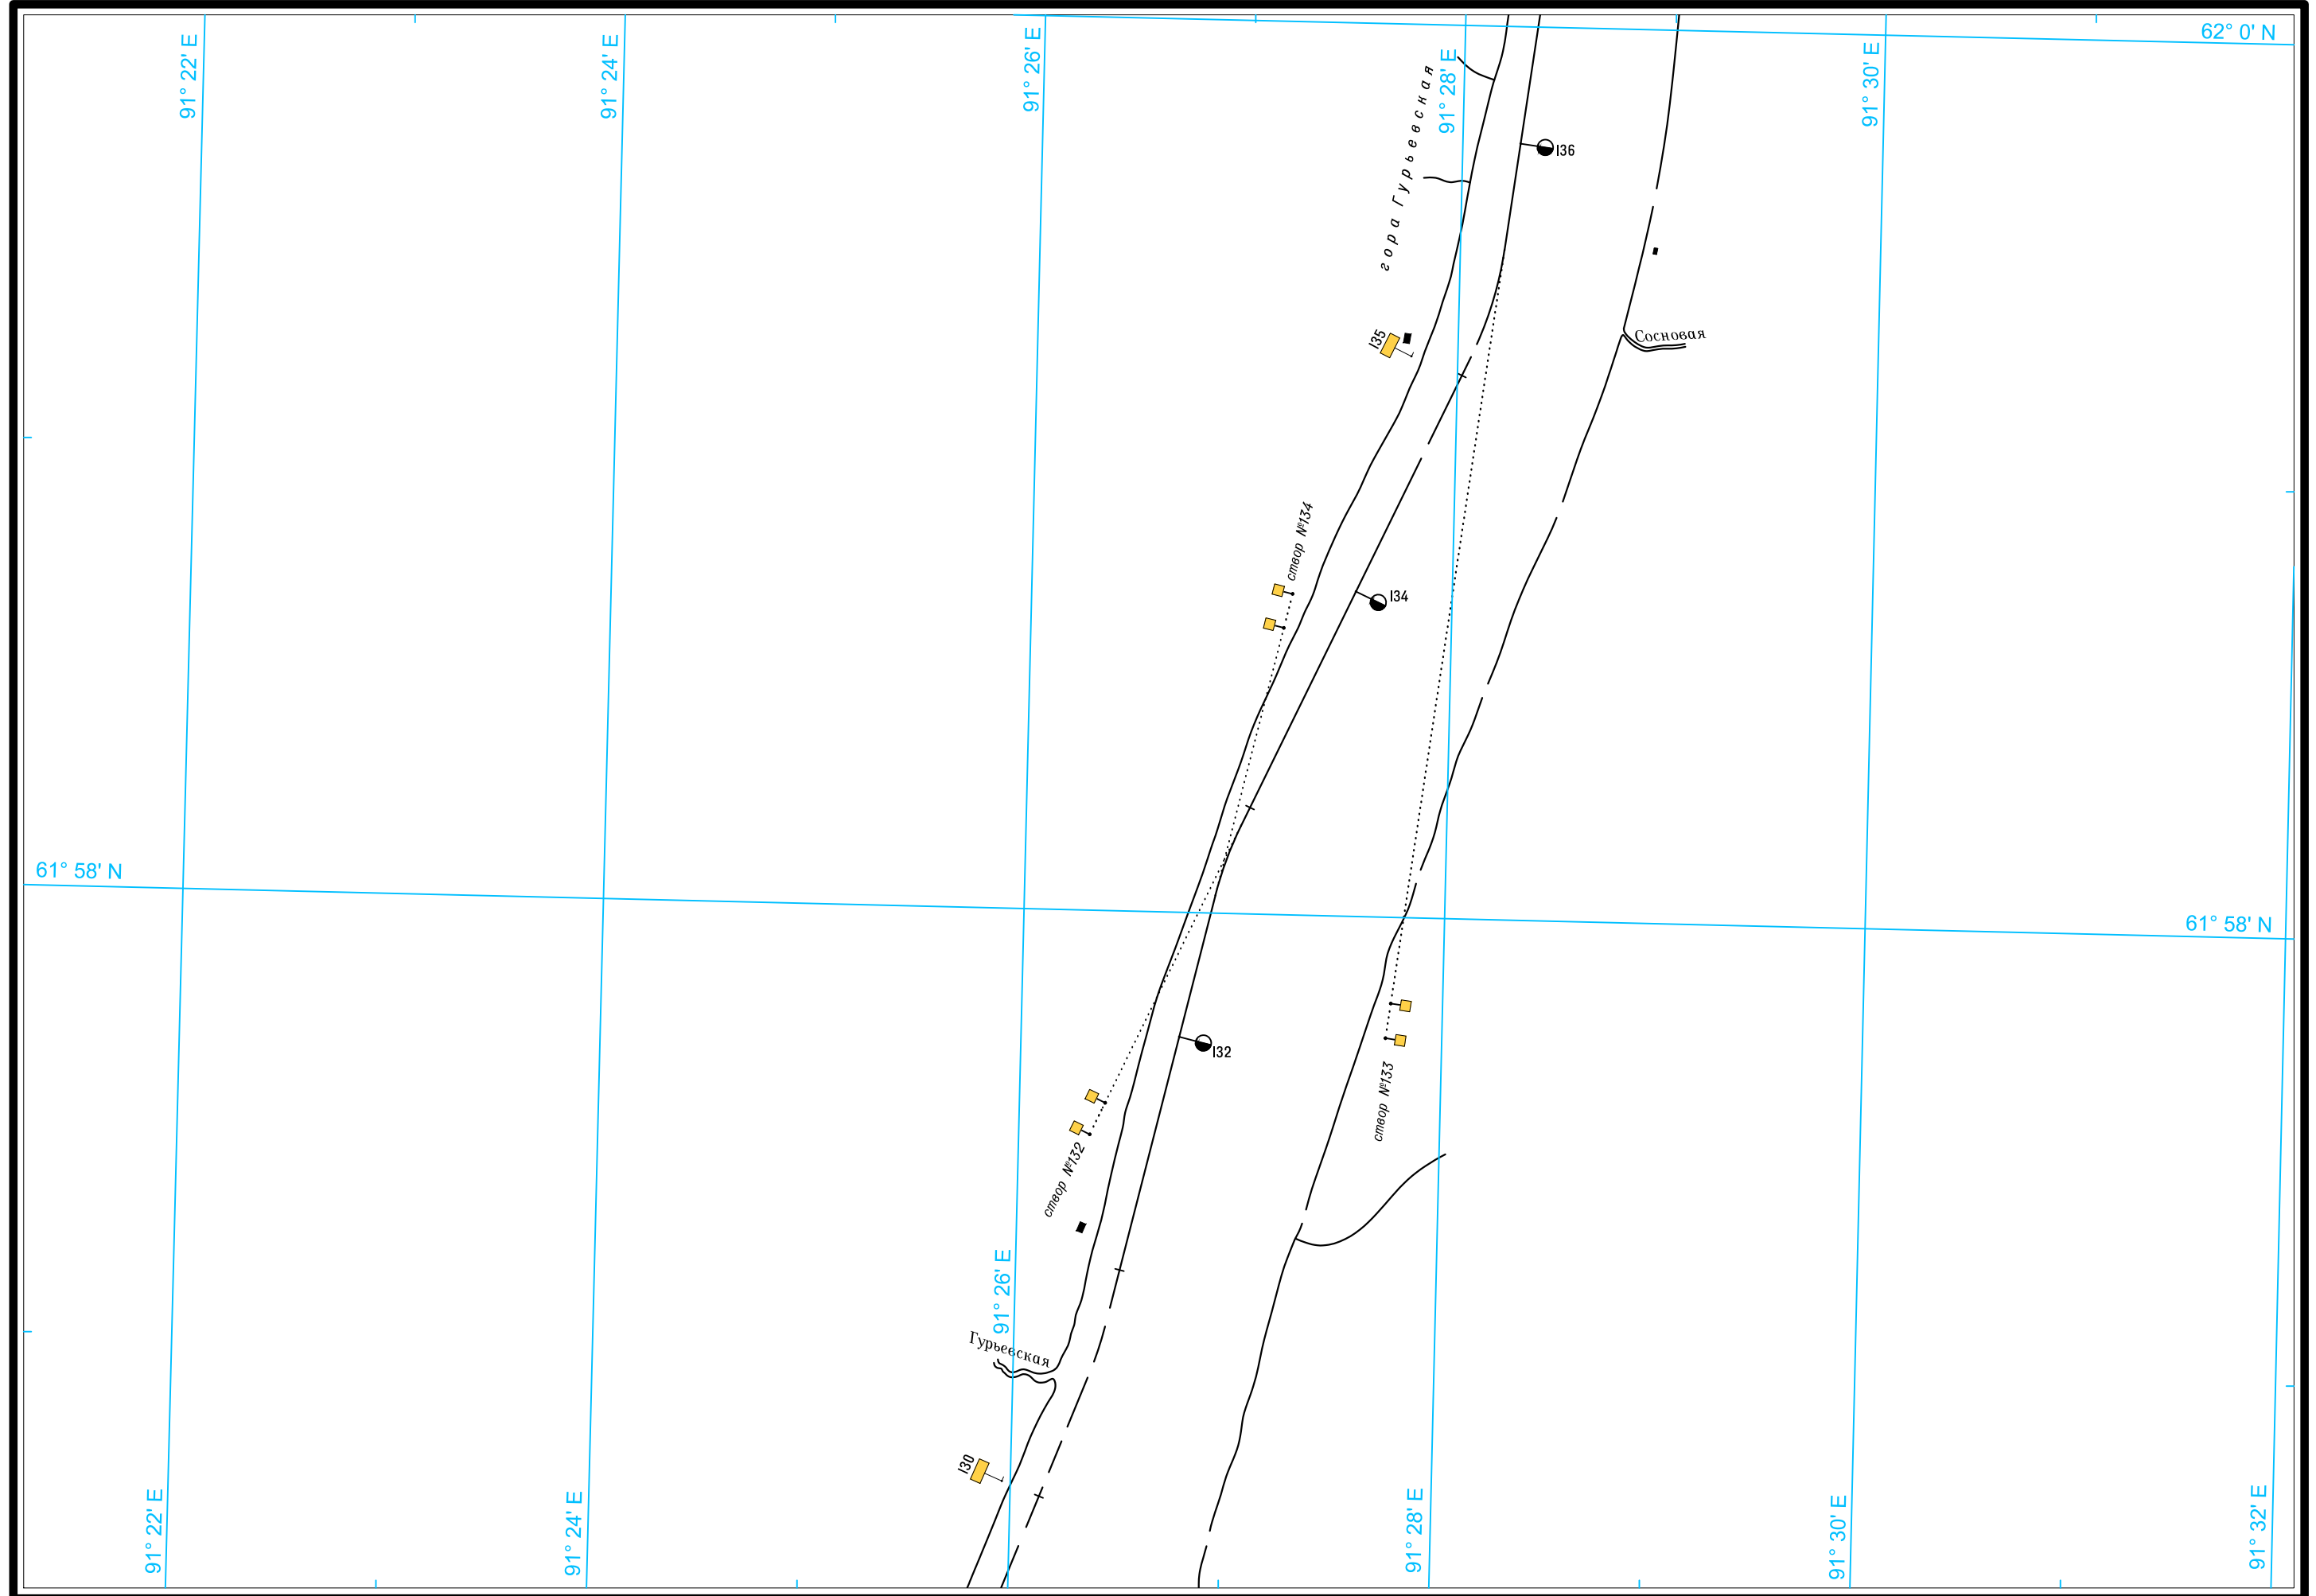 62° 0' N
91° 22' E
91° 24' E
91° 26' E
91° 28' E
91° 30' E
гора Гурьевская
136
135
Сосновая
створ №134
134
61° 58' N
61° 58' N
132
створ №133
створ №132
91° 26' E
Гурьевская
130
91° 22' E
91° 24' E
91° 28' E
91° 30' E
91° 32' E